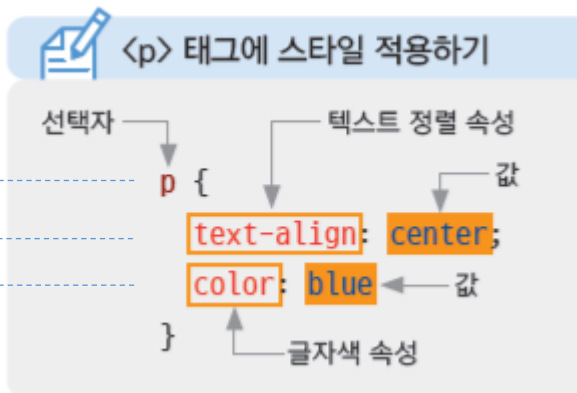 <p> 태그에 스타일 적용하기
선택자
텍스트 정렬 속성
p {
값
text-align: center;
color: blue
값
}
글자색 속성